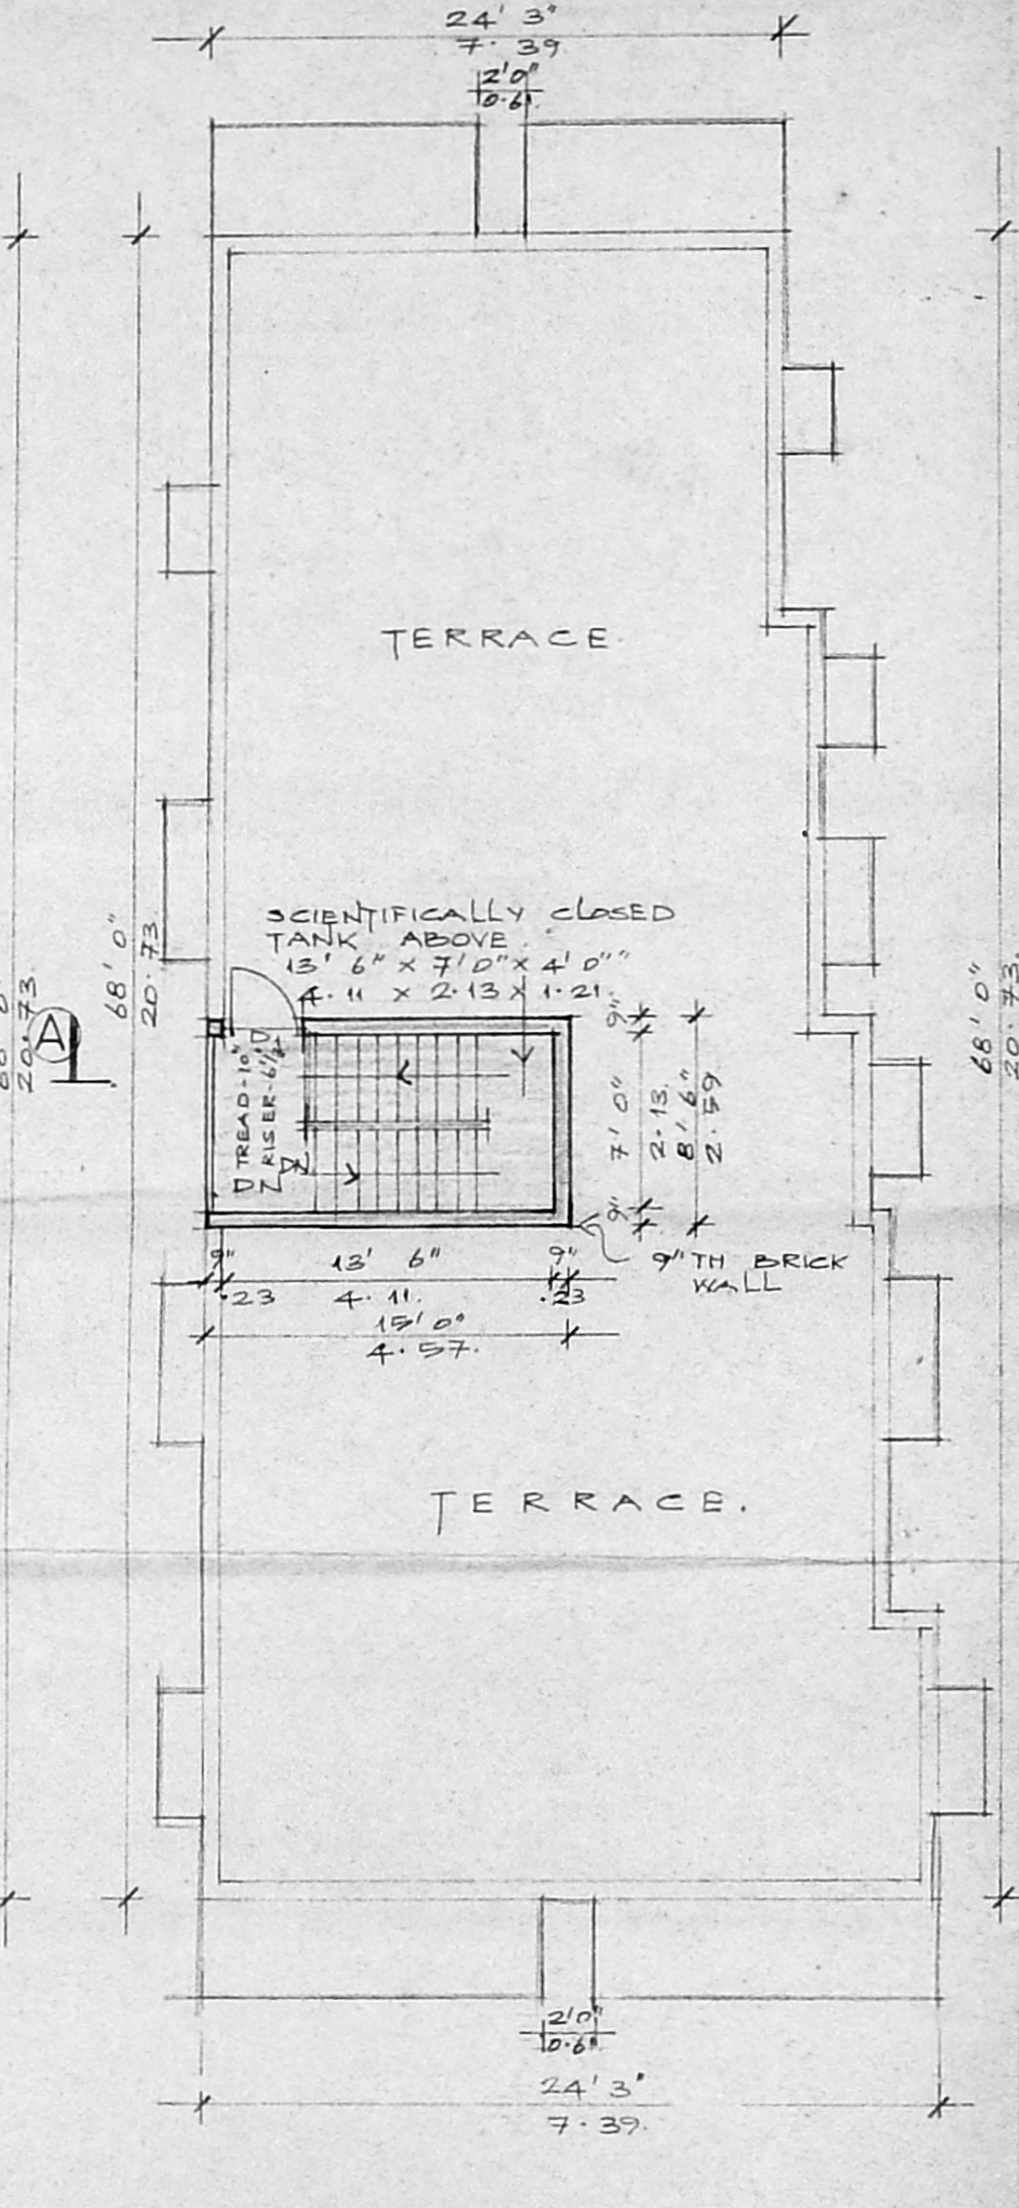 24' 3"
7.39
2'0"
0.61
TERRACE.
SCIENTIFICALLY CLOSED
TANK ABOVE.
13' 6" x 7'0" x 4' 0"
4.11 x 2.13 x 1.21.
68' 0"
20.73
20.73.
68' 0"
20.73.
A
D
TREAD-10"
RISER-6½"
9"
7' 0"
2.13.
8' 6"
2.59
9"
9" TH BRICK
WALL
9" 13' 6" 9"
.23 4.11. .23
15' 0"
4.57.
TERRACE.
2'0"
0.6
24' 3"
7.39.